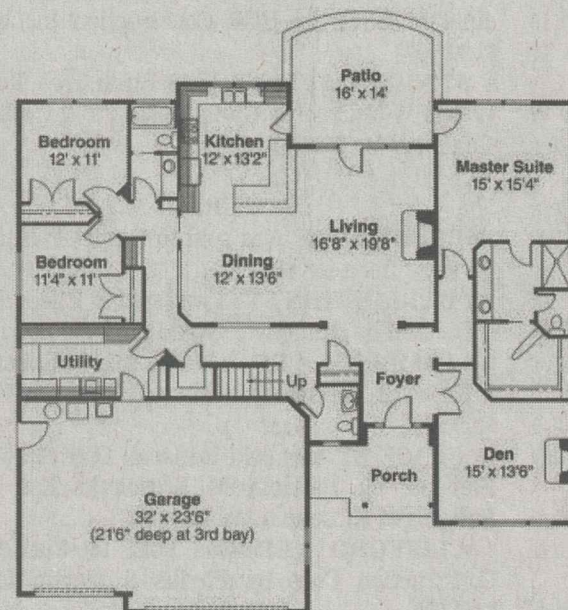 Patio
16' x 14'
Bedroom
12' x 11'
Kitchen
12' x 13'2"
Master Suite
15' x 15'4"
Living
16'8" x 19'8"
Bedroom
11'4" x 11'
Dining
12' x 13'6"
Utility
Up
Foyer
Den
15' x 13'6"
Porch
Garage
32' x 23'6"
(21'6" deep at 3rd bay)